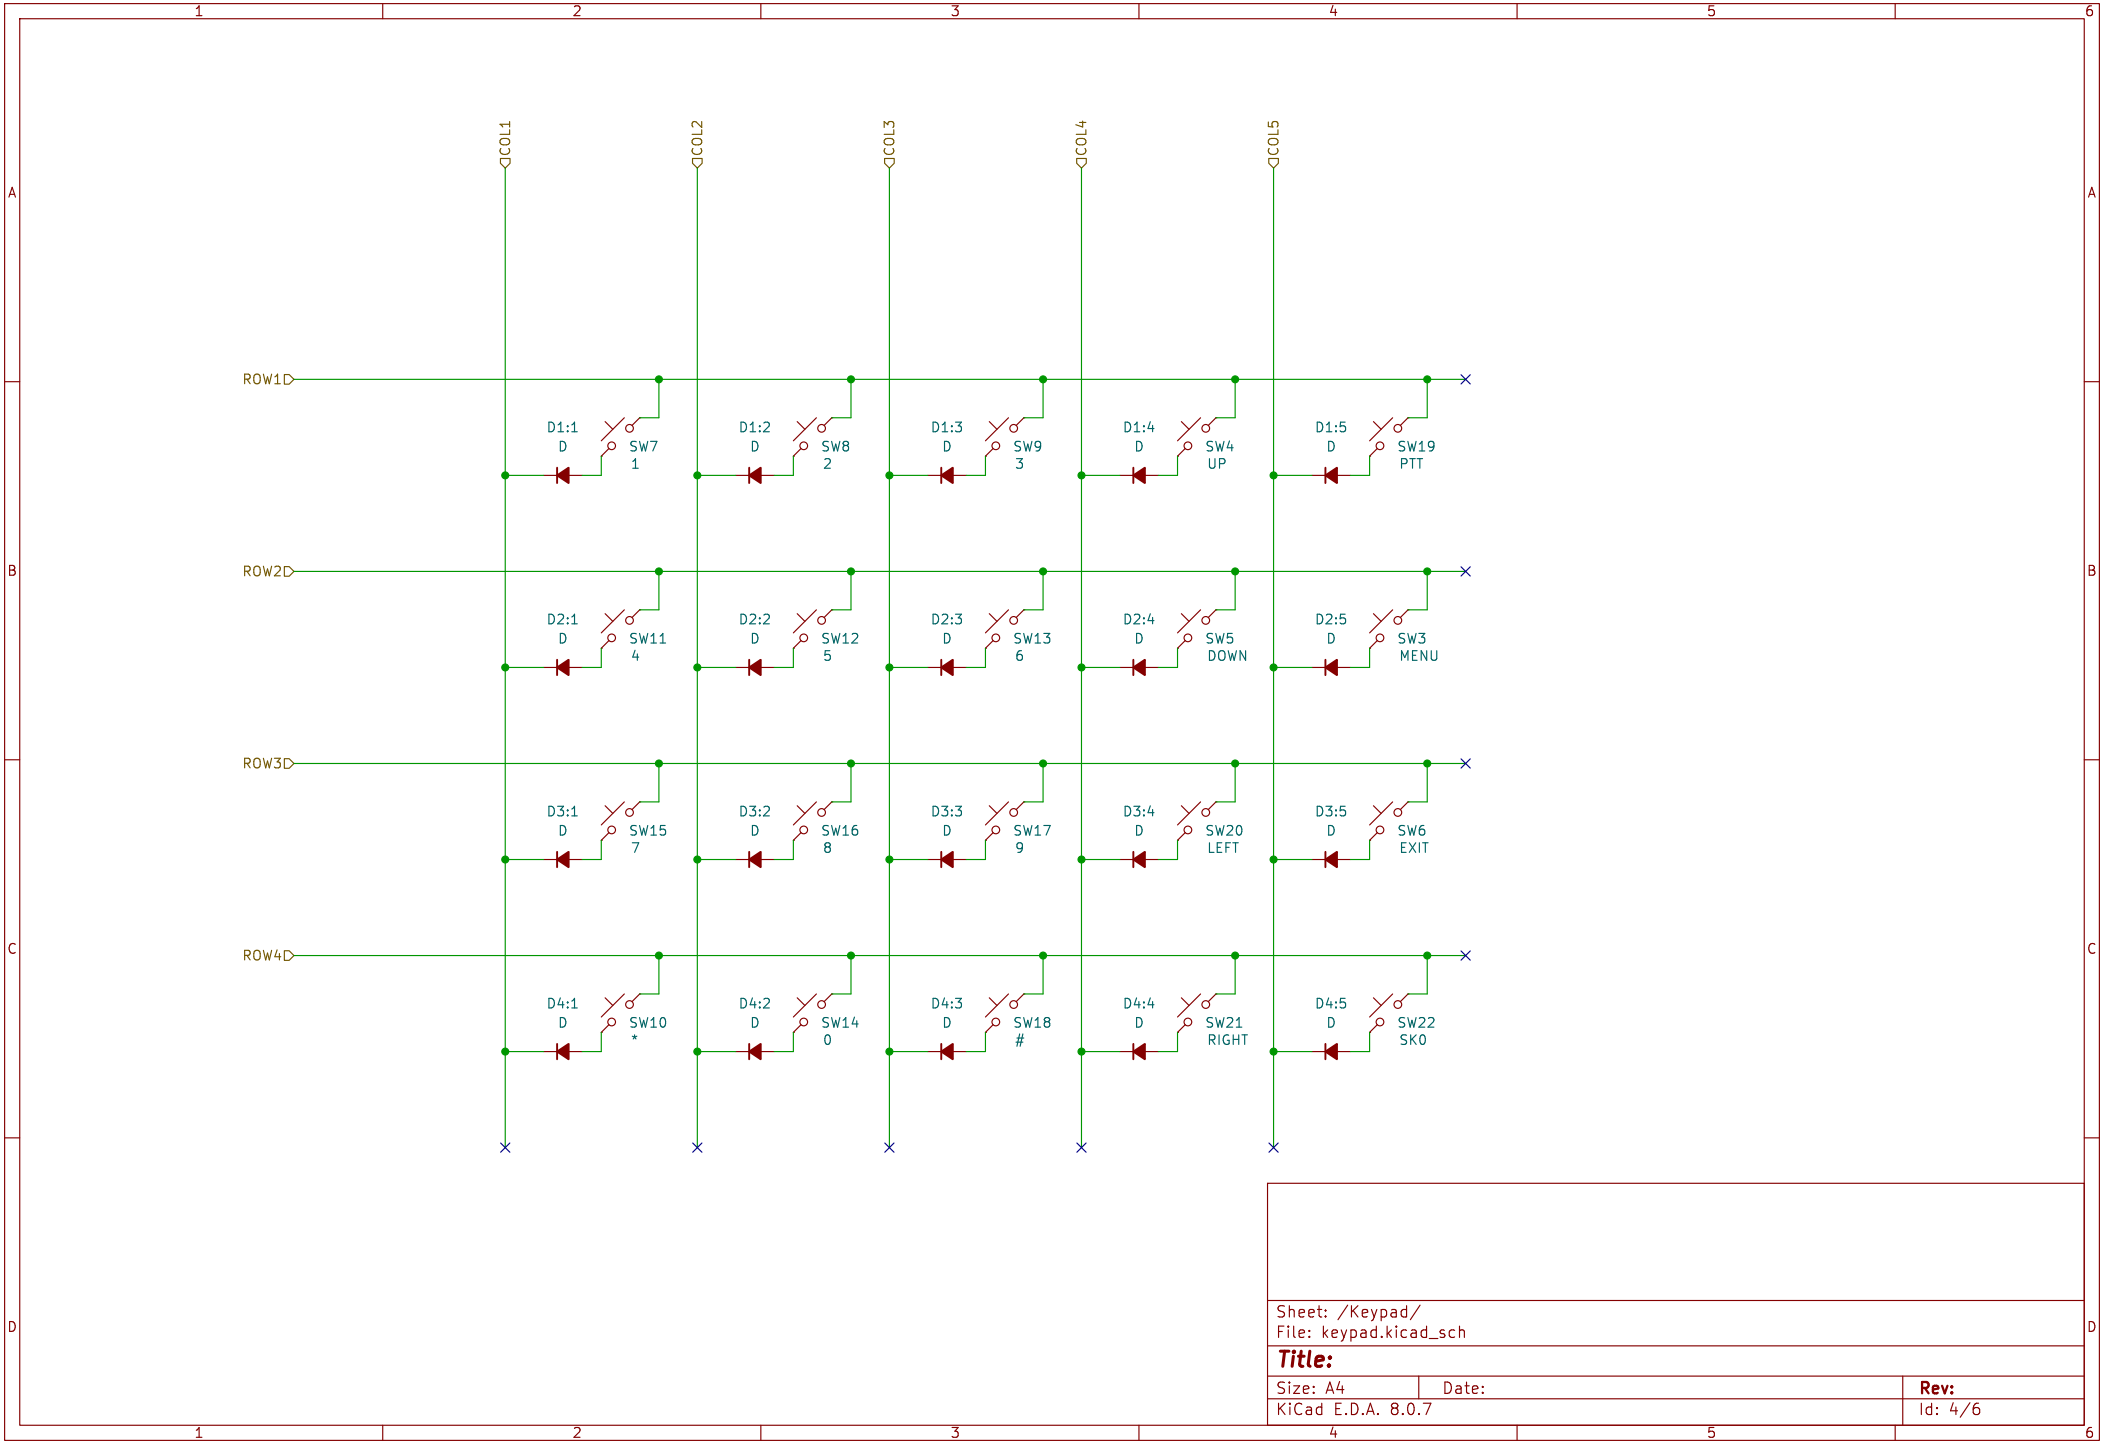 1 2 3 4 5 6
COL1 COL2 COL3 COL4 COL5
A A
ROW1
D1:1 D1:2 D1:3 D1:4 D1:5
D SW7 D SW8 D SW9 D SW4 D SW19
1 2 3 UP PTT
ROW2
B B
D2:1 D2:2 D2:3 D2:4 D2:5
D SW11 D SW12 D SW13 D SW5 D SW3
4 5 6 DOWN MENU
ROW3
D3:1 D3:2 D3:3 D3:4 D3:5
D SW15 D SW16 D SW17 D SW20 D SW6
7 8 9 LEFT EXIT
C C
ROW4
D4:1 D4:2 D4:3 D4:4 D4:5
D SW10 D SW14 D SW18 D SW21 D SW22
* 0 # RIGHT SK0
Sheet: /Keypad/
D D
File: keypad.kicad_sch
Title:
Size: A4 Date: Rev:
KiCad E.D.A. 8.0.7 Id: 4/6
1 2 3 4 5 6